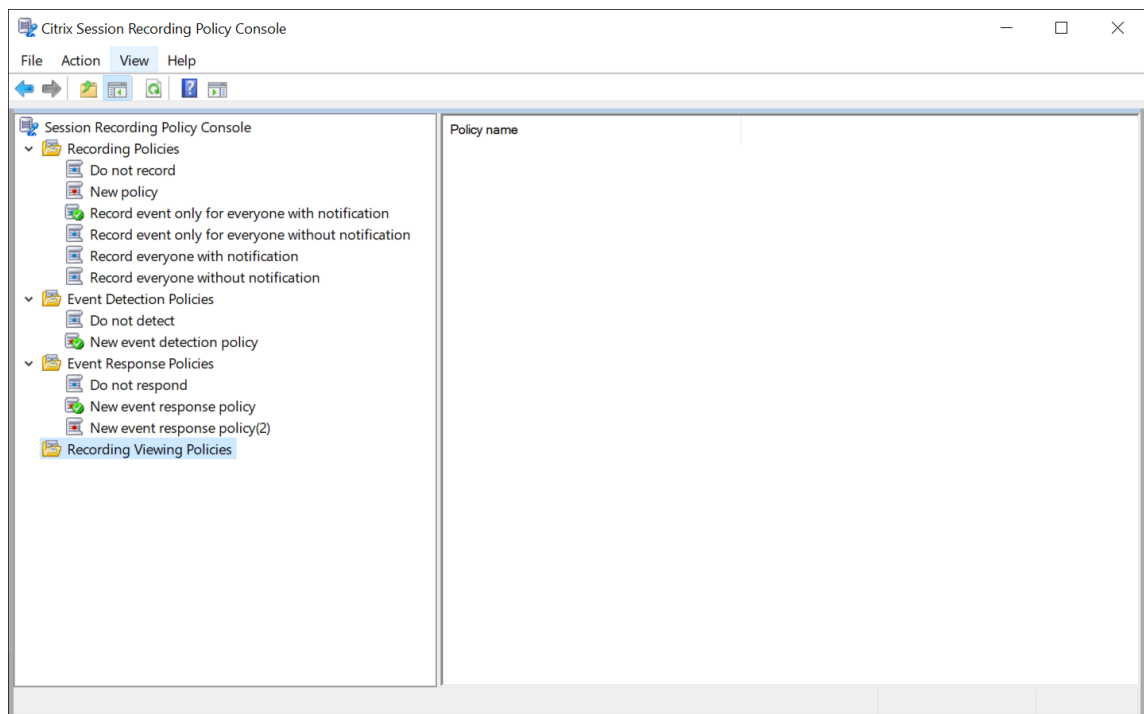 Citrix Session Recording Policy Console
File Action View Help
Session Recording Policy Console
Policy name
Recording Policies
Do not record
New policy
Record event only for everyone with notification
Record event only for everyone without notification
Record everyone with notification
Record everyone without notification
Event Detection Policies
Do not detect
New event detection policy
Event Response Policies
Do not respond
New event response policy
New event response policy(2)
Recording Viewing Policies